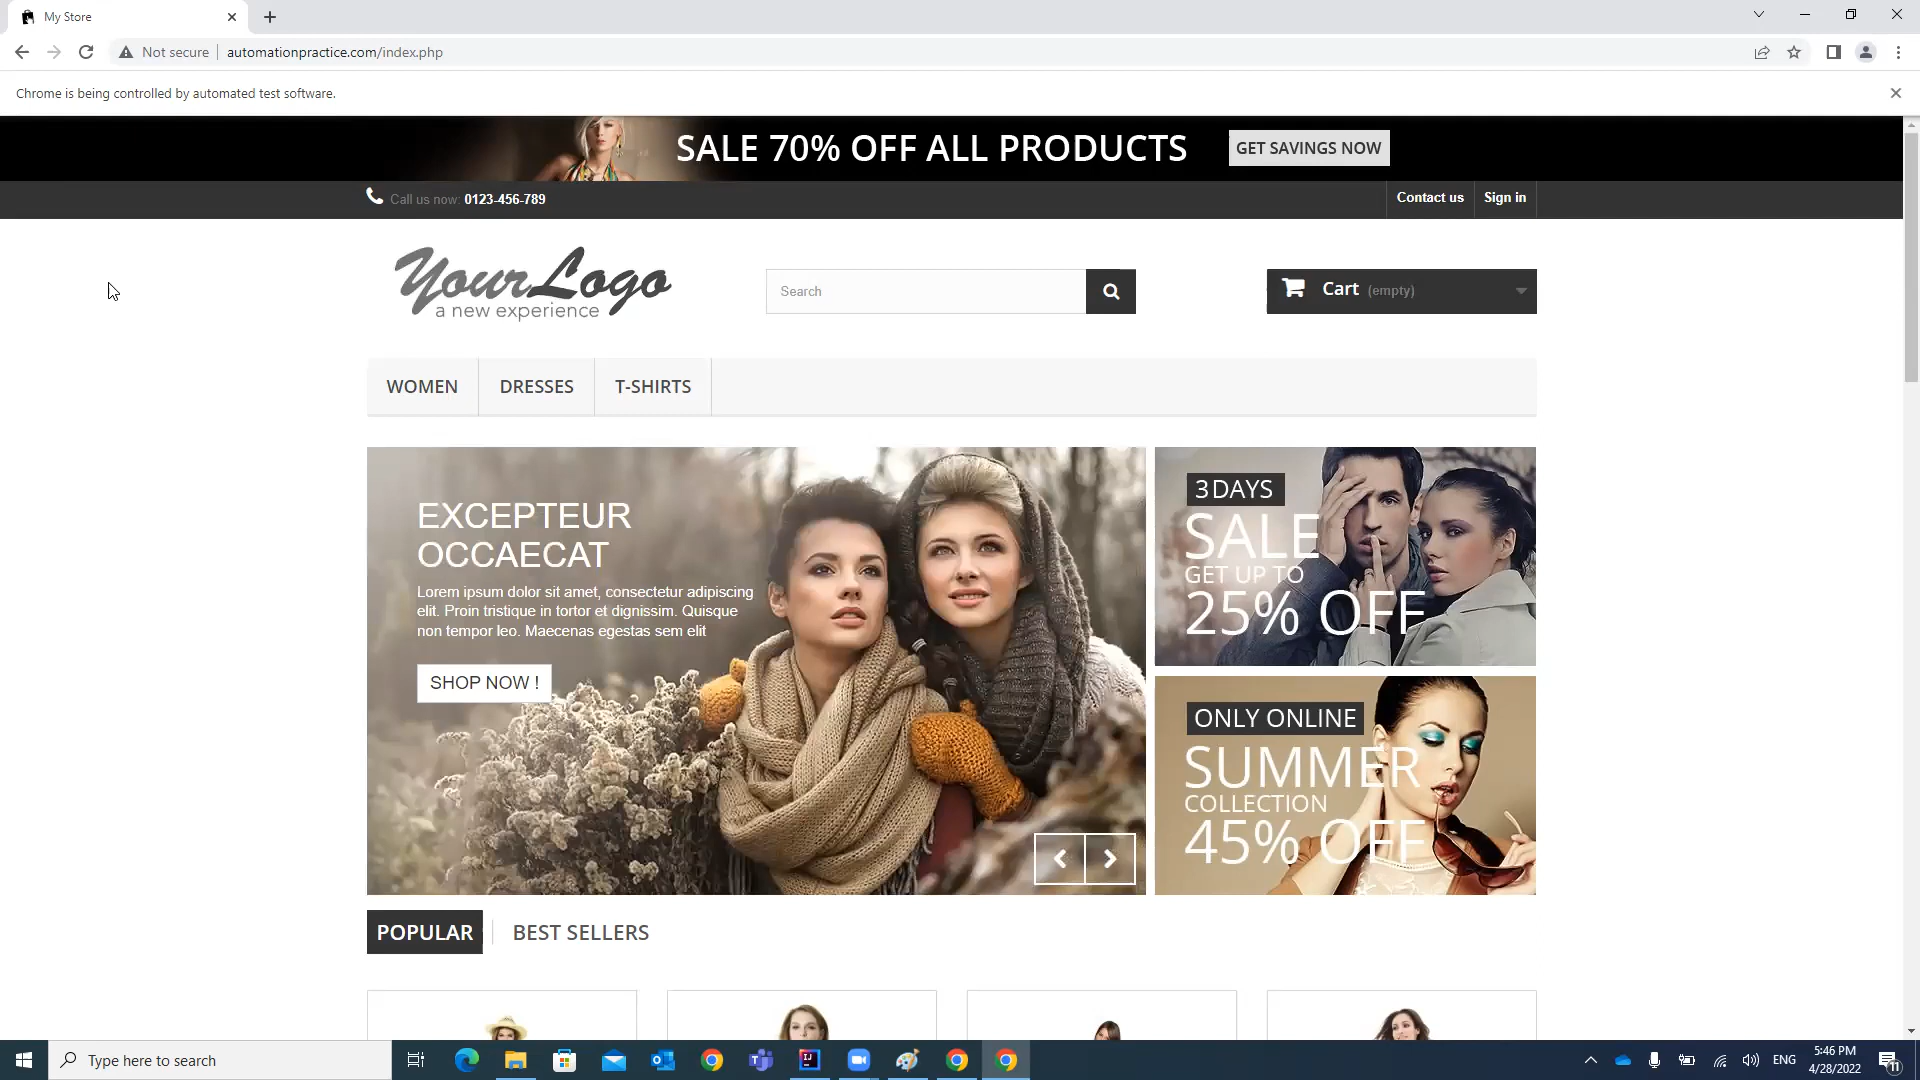 My Store
Not secure
automationpractice.com/index.php
Chrome is being controlled by automated test software.
SALE 70% OFF ALL PRODUCTS
GET SAVINGS NOW
Call us now: 0123-456-789
Contact us
Sign in
YourLogo
a new experience
Search
Cart (empty)
WOMEN
DRESSES
T-SHIRTS
EXCEPTEUR
OCCAECAT
Lorem ipsum dolor sit amet, consectetur adipiscing
elit. Proin tristique in tortor et dignissim. Quisque
non tempor leo. Maecenas egestas sem elit
SHOP NOW !
3DAYS
SALE
GET UP TO
25% OFF
ONLY ONLINE
SUMMER
COLLECTION
45% OFF
POPULAR
BEST SELLERS
Type here to search
ENG
5:46 PM
4/28/2022
11